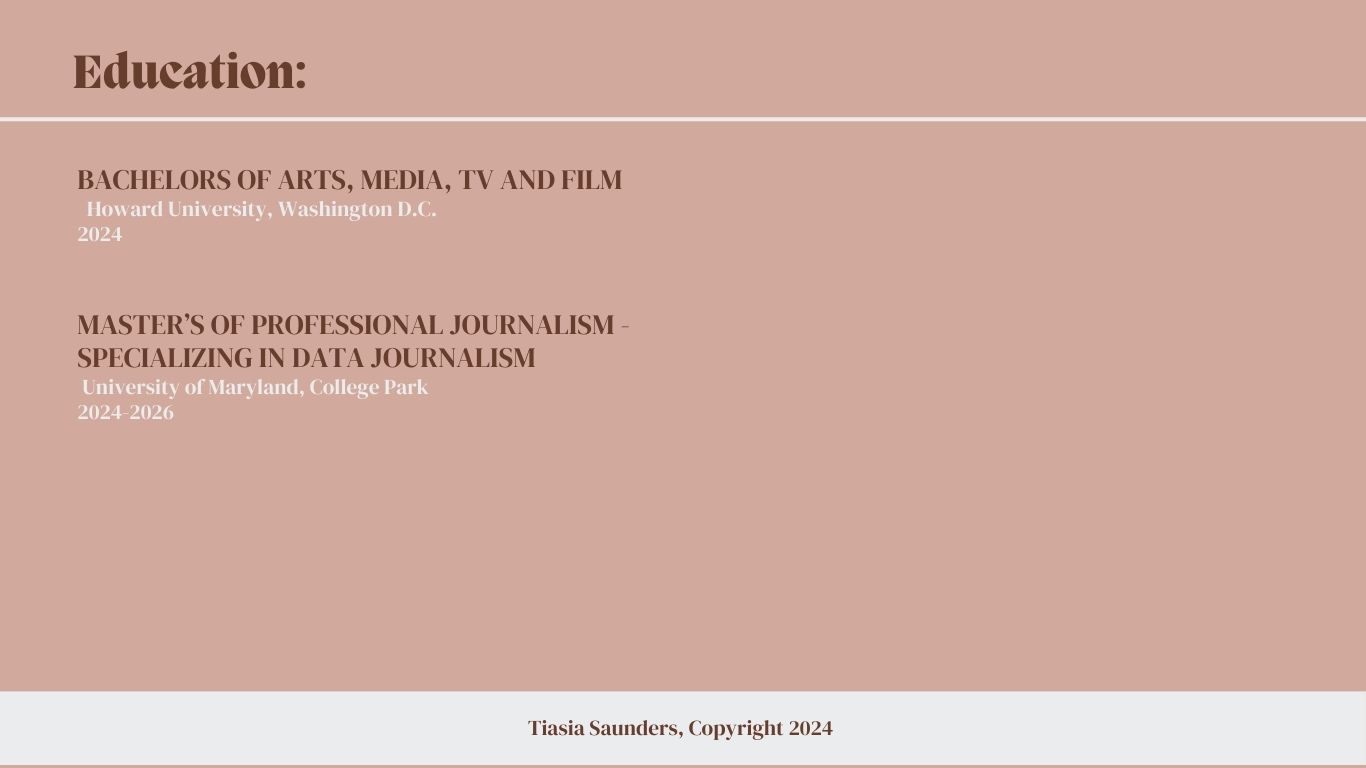 Education:
BACHELORS OF ARTS, MEDIA, TV AND FILM
Howard University, Washington D.C.
2024
MASTER’S OF PROFESSIONAL JOURNALISM -
SPECIALIZING IN DATA JOURNALISM
University of Maryland, College Park
2024-2026
Tiasia Saunders, Copyright 2024